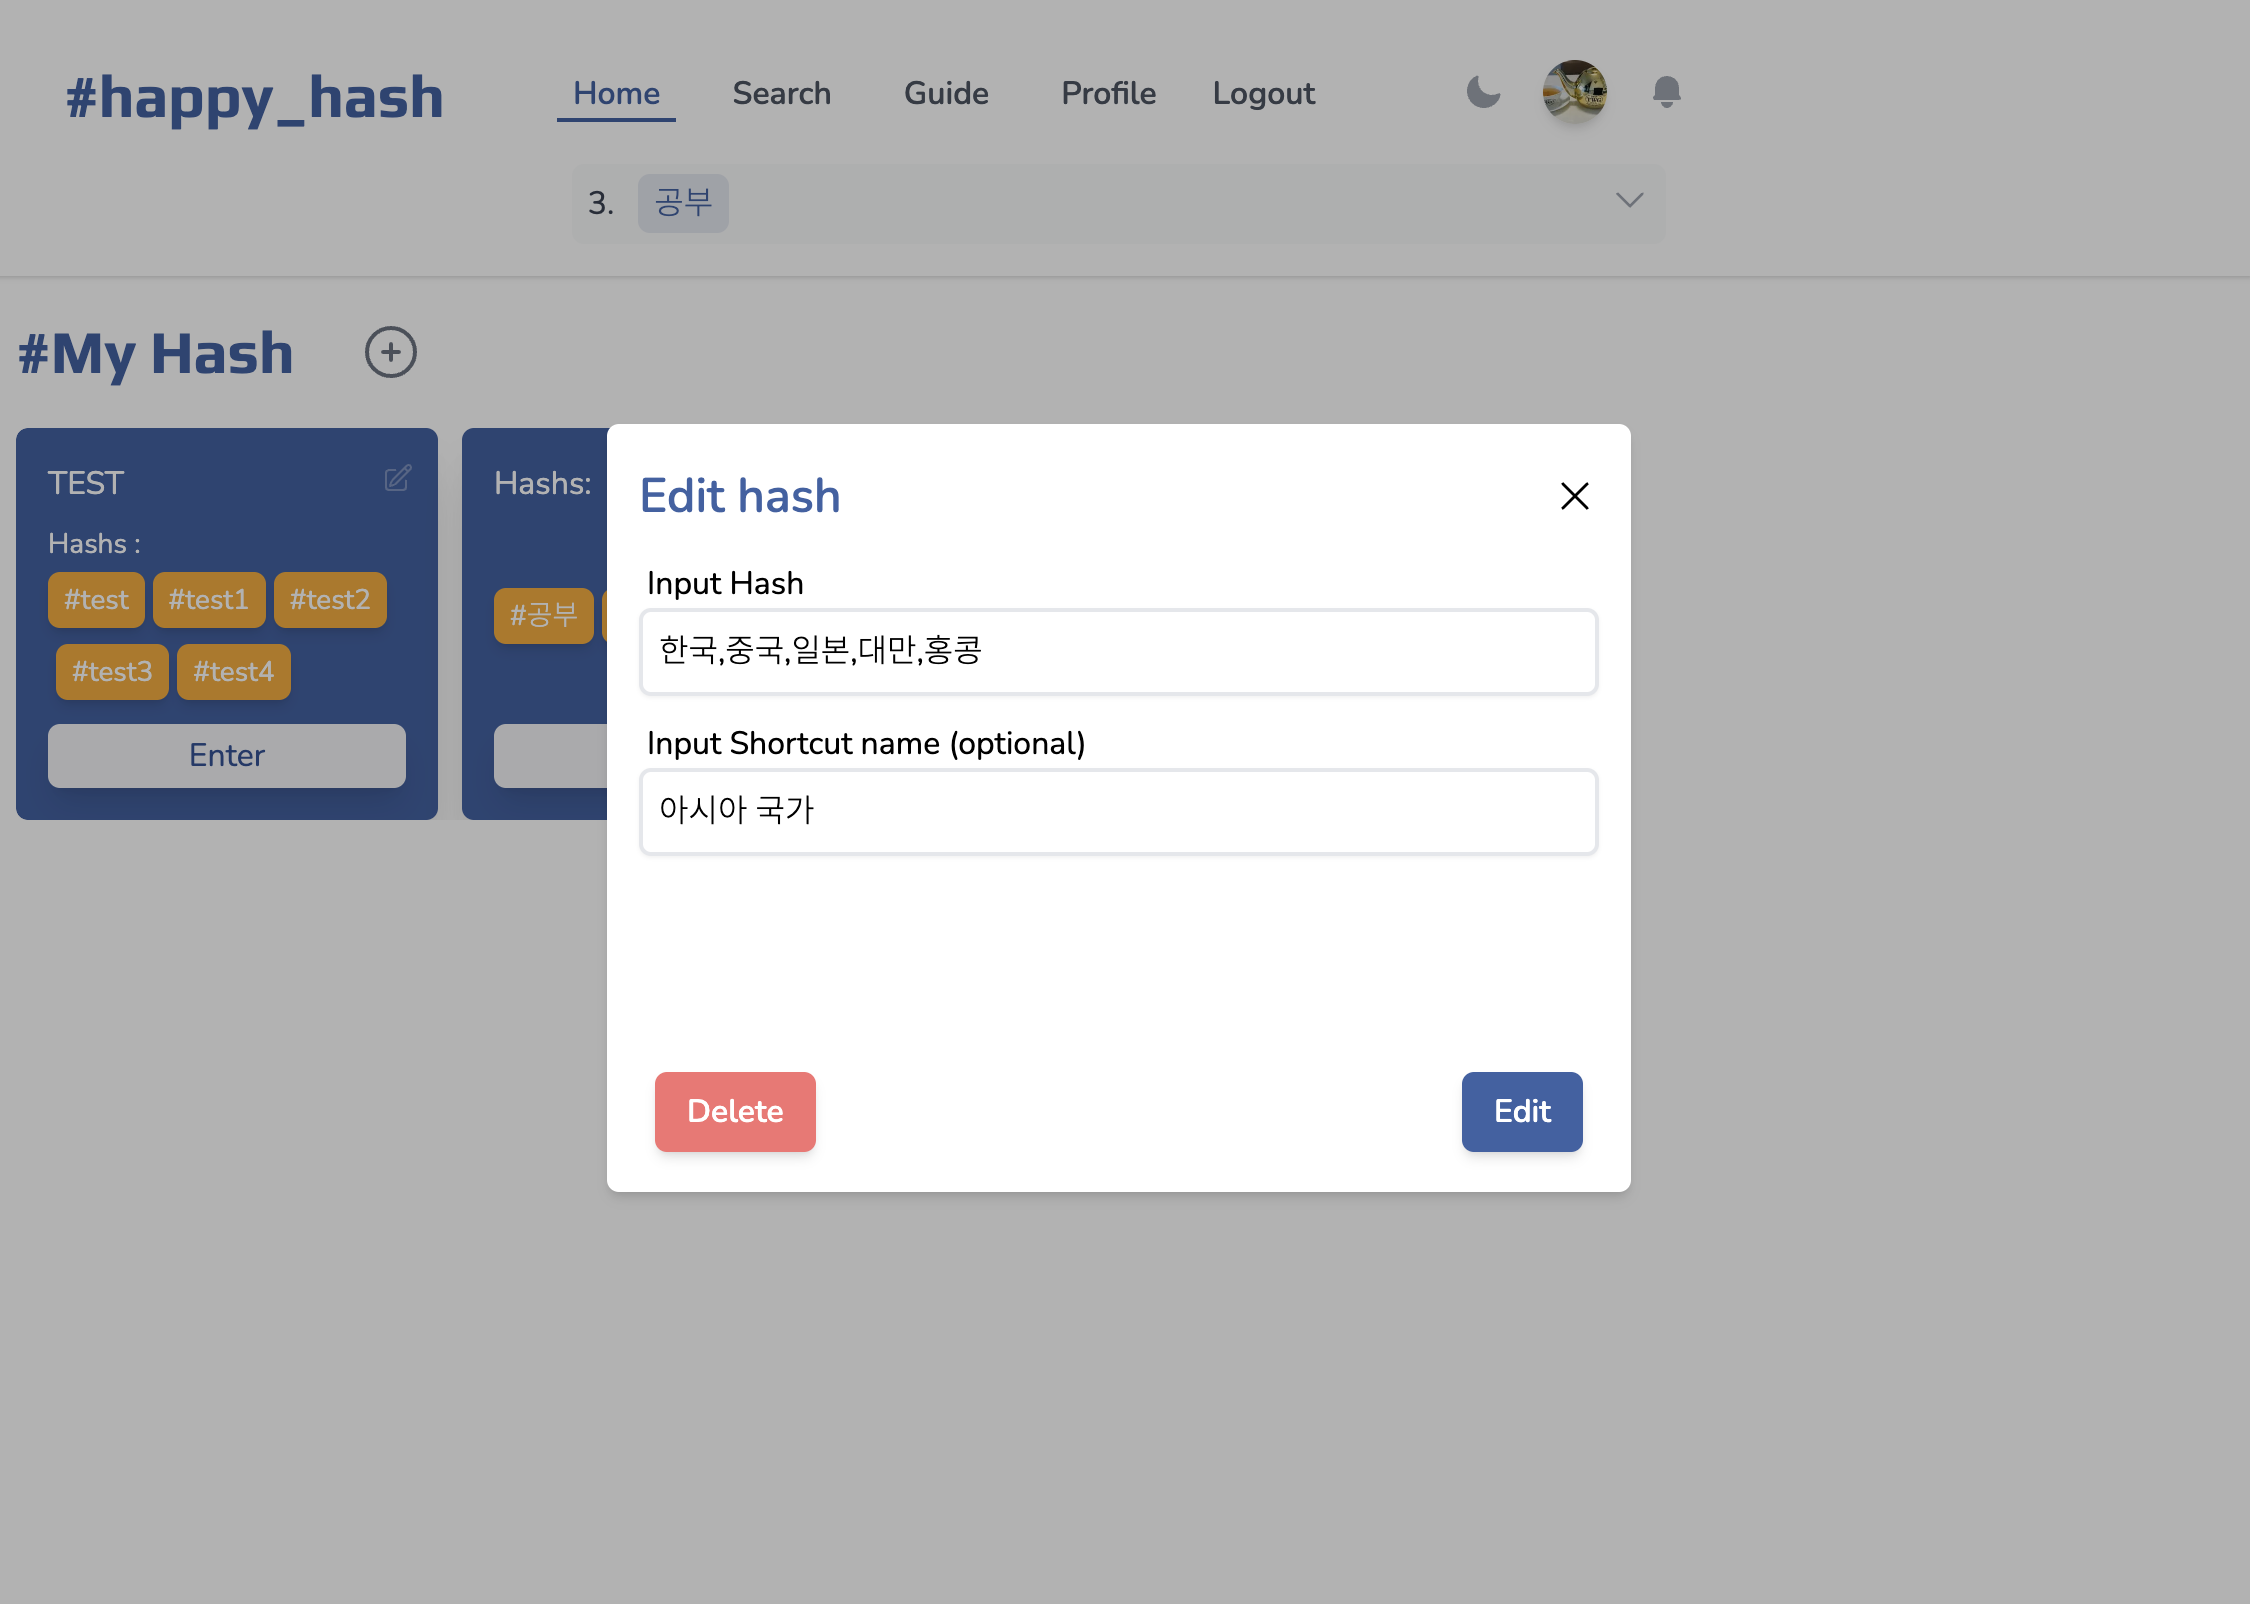 #happy_hash
Home Search Guide Profile Logout
3. 공부
#My Hash
TEST
Hashs :
#test #test1 #test2
#test3 #test4
Enter
Hashs:
#공부
Edit hash
Input Hash
한국,중국,일본,대만,홍콩
Input Shortcut name (optional)
아시아 국가
Delete Edit